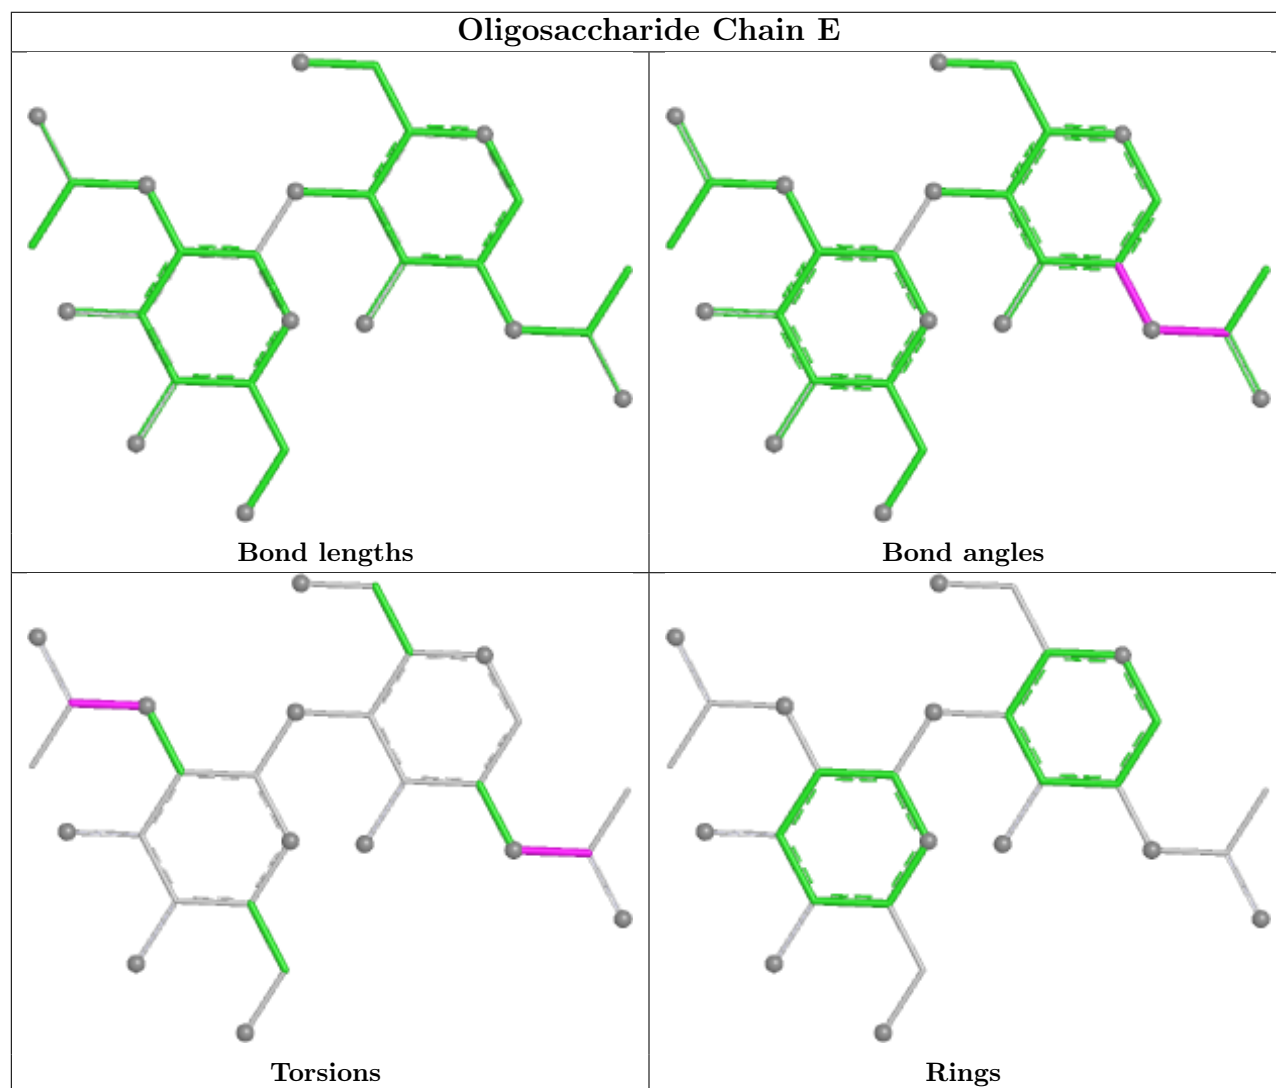 Oligosaccharide Chain E
Bond lengths
Bond angles
Torsions
Rings